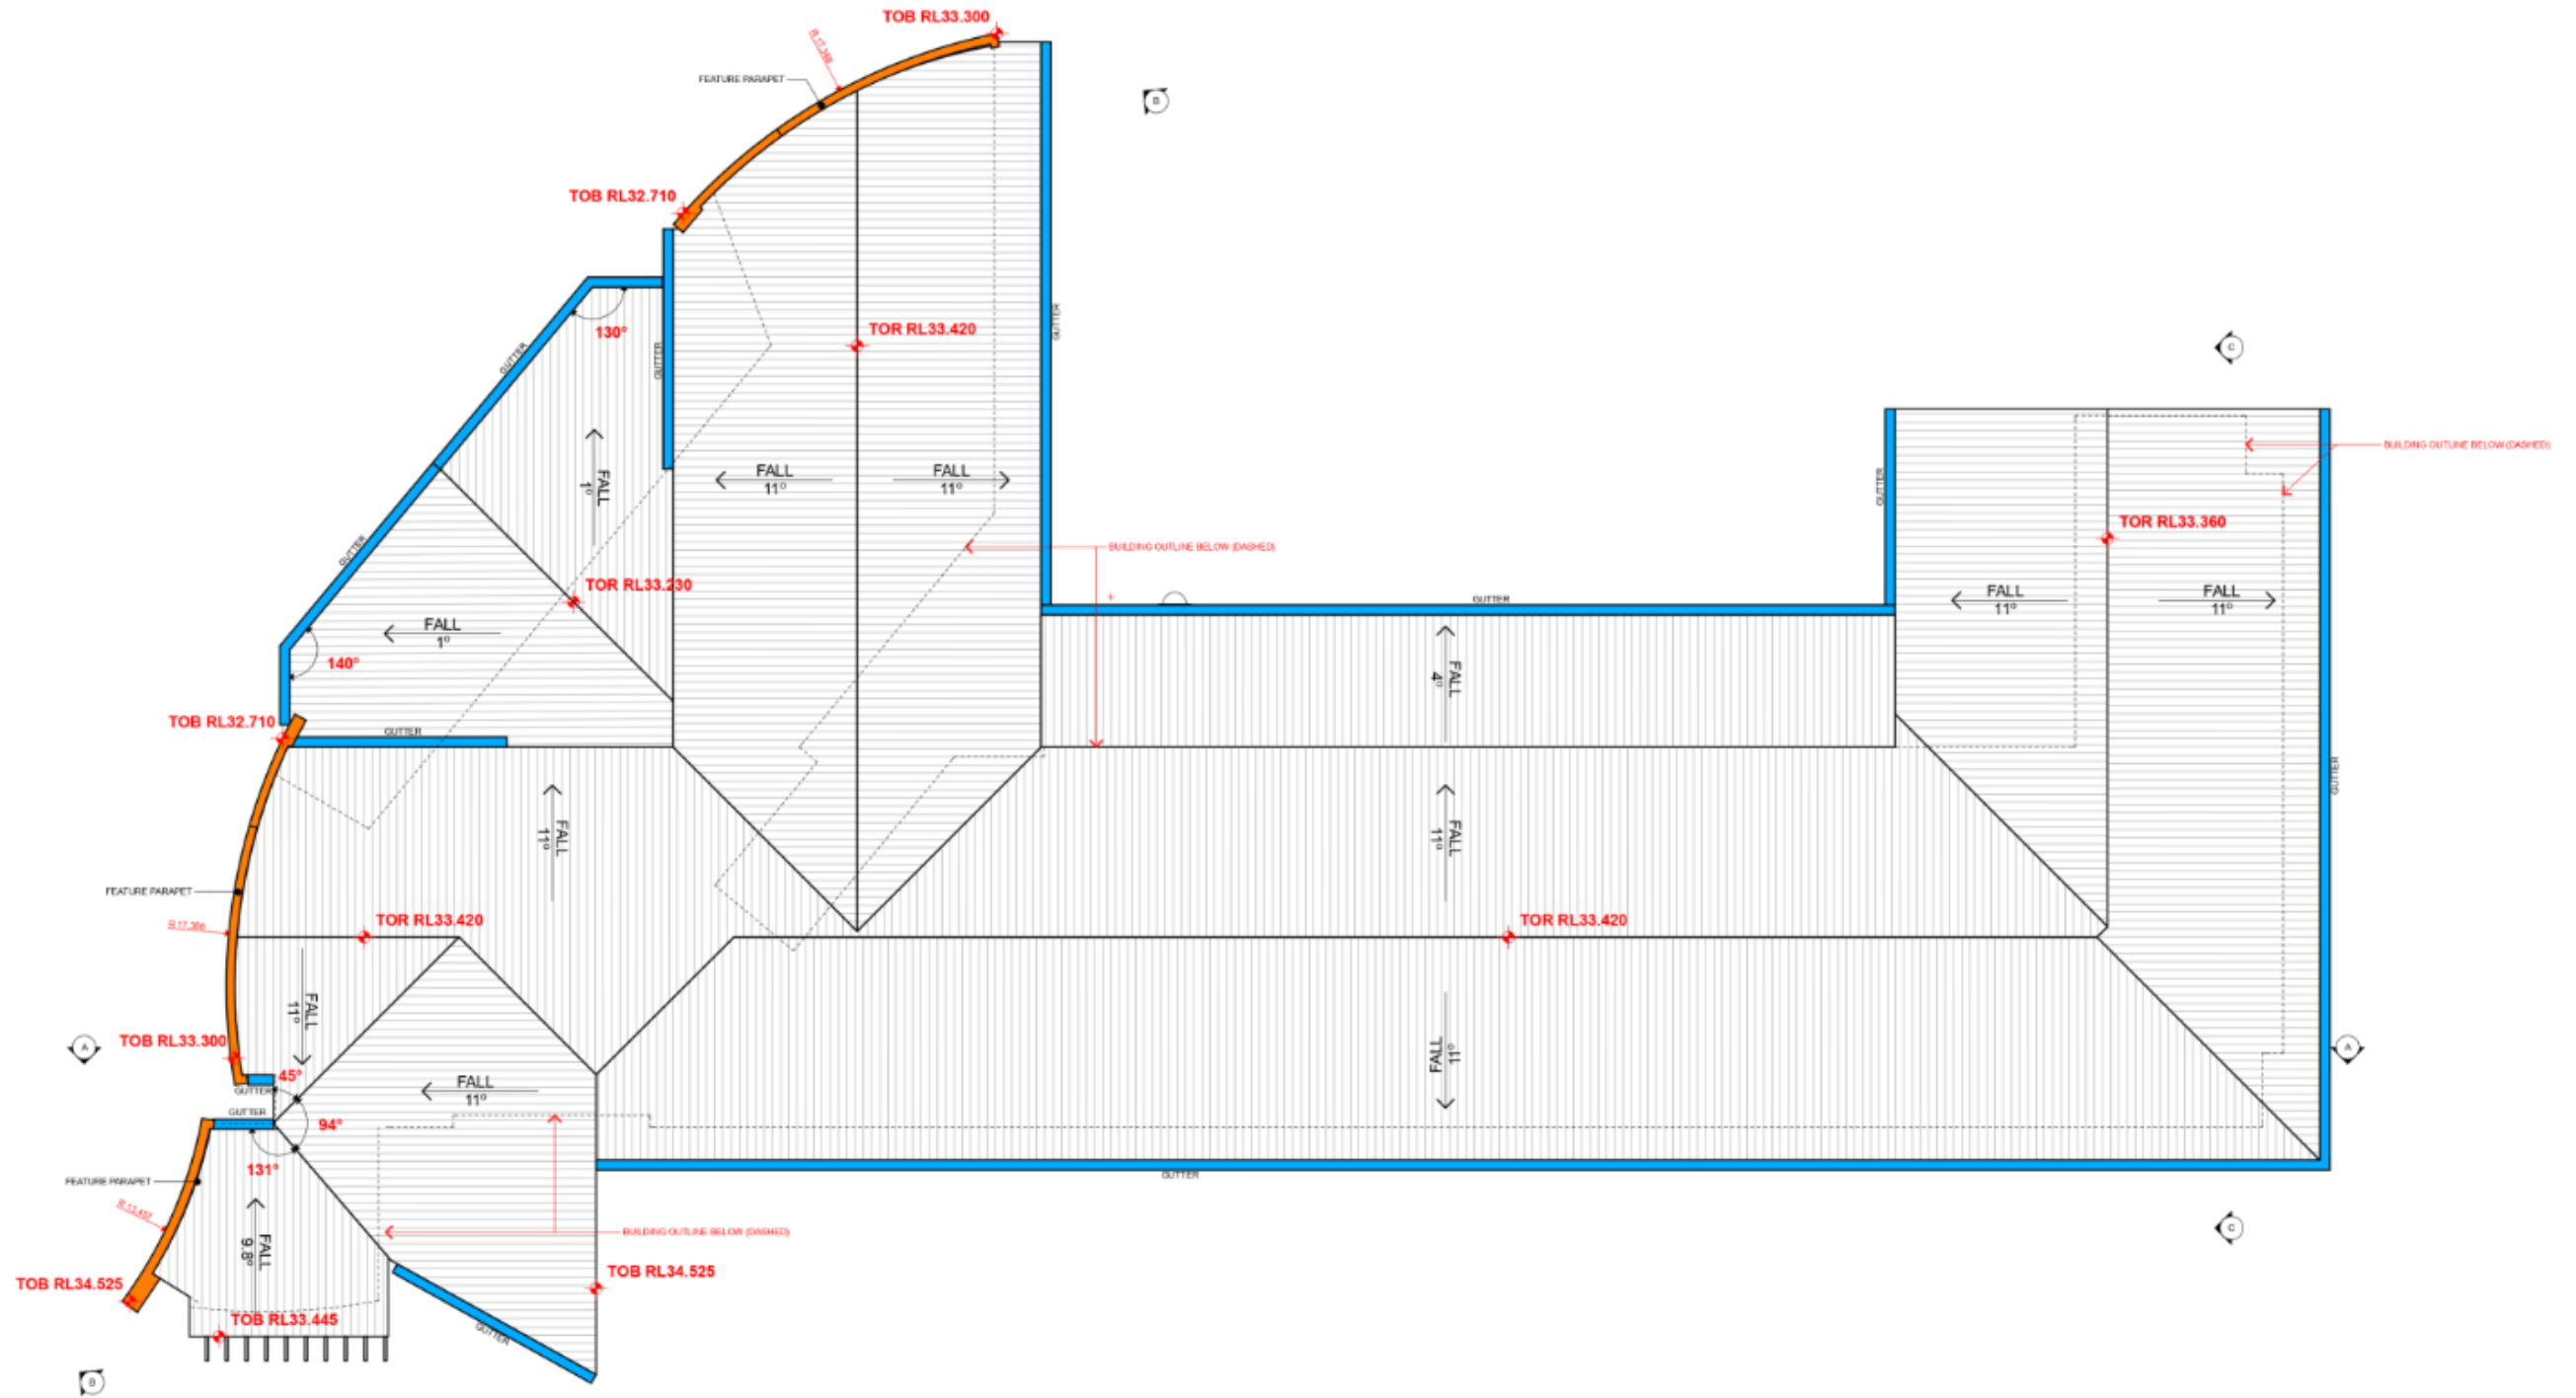 TOB RL33.300
R.17.386
FEATURE PARAPET
B
TOB RL32.710
130°
TOR RL33.420
GUTTER
GUTTER
GUTTER
C
BUILDING OUTLINE BELOW (DASHED)
FALL
11°
FALL
11°
FALL
1°
GUTTER
TOR RL33.360
BUILDING OUTLINE BELOW (DASHED)
GUTTER
TOR RL33.230
GUTTER
FALL
11°
FALL
11°
FALL
1°
140°
FALL
4°
TOB RL32.710
GUTTER
GUTTER
FALL
11°
FALL
11°
FEATURE PARAPET
R.17.386
TOR RL33.420
TOR RL33.420
FALL
11°
FALL
11°
TOB RL33.300
A
A
45°
GUTTER
FALL
11°
GUTTER
94°
131°
FEATURE PARAPET
GUTTER
FALL
9.8°
BUILDING OUTLINE BELOW (DASHED)
C
TOB RL34.525
TOB RL34.525
TOB RL33.445
GUTTER
B